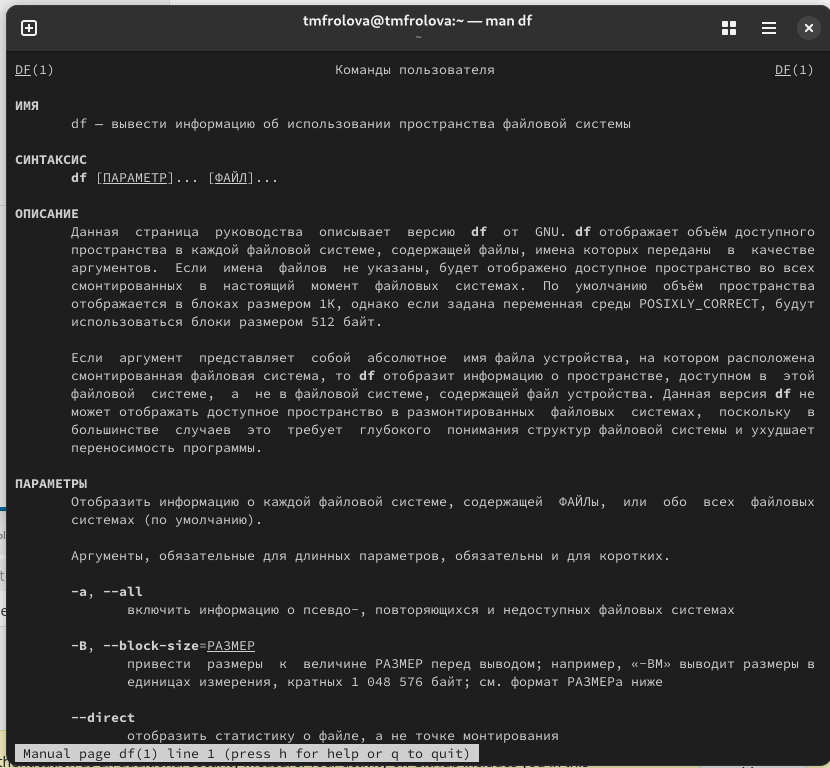 tmfrolova@tmfrolova:~ — man df
~
DF(1) Команды пользователя DF(1)
ИМЯ
df — вывести информацию об использовании пространства файловой системы
СИНТАКСИС
df [ПАРАМЕТР]... [ФАЙЛ]...
ОПИСАНИЕ
Данная страница руководства описывает версию df от GNU. df отображает объём доступного
пространства в каждой файловой системе, содержащей файлы, имена которых переданы в качестве
аргументов. Если имена файлов не указаны, будет отображено доступное пространство во всех
смонтированных в настоящий момент файловых системах. По умолчанию объём пространства
отображается в блоках размером 1K, однако если задана переменная среды POSIXLY_CORRECT, будут
использоваться блоки размером 512 байт.
Если аргумент представляет собой абсолютное имя файла устройства, на котором расположена
смонтированная файловая система, то df отобразит информацию о пространстве, доступном в этой
файловой системе, а не в файловой системе, содержащей файл устройства. Данная версия df не
может отображать доступное пространство в размонтированных файловых системах, поскольку в
большинстве случаев это требует глубокого понимания структур файловой системы и ухудшает
переносимость программы.
ПАРАМЕТРЫ
Отобразить информацию о каждой файловой системе, содержащей ФАЙЛы, или обо всех файловых
системах (по умолчанию).
Аргументы, обязательные для длинных параметров, обязательны и для коротких.
-a, --all
включить информацию о псевдо-, повторяющихся и недоступных файловых системах
-B, --block-size=РАЗМЕР
привести размеры к величине РАЗМЕР перед выводом; например, «-BM» выводит размеры в
единицах измерения, кратных 1 048 576 байт; см. формат РАЗМЕРа ниже
--direct
отобразить статистику о файле, а не точке монтирования
Manual page df(1) line 1 (press h for help or q to quit)